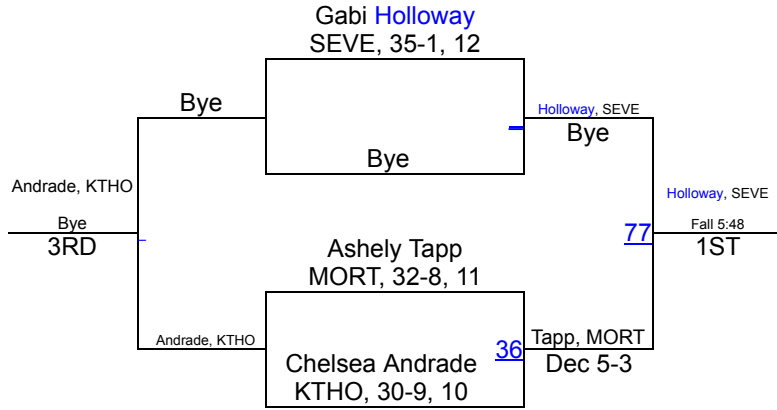 Gabi Holloway
SEVE, 35-1, 12
Bye
Holloway, SEVE
Bye
Bye
Andrade, KTHO
Bye
3RD
Holloway, SEVE
77
Fall 5:48
1ST
Ashely Tapp
MORT, 32-8, 11
Andrade, KTHO
36
Tapp, MORT
Dec 5-3
Chelsea Andrade
KTHO, 30-9, 10